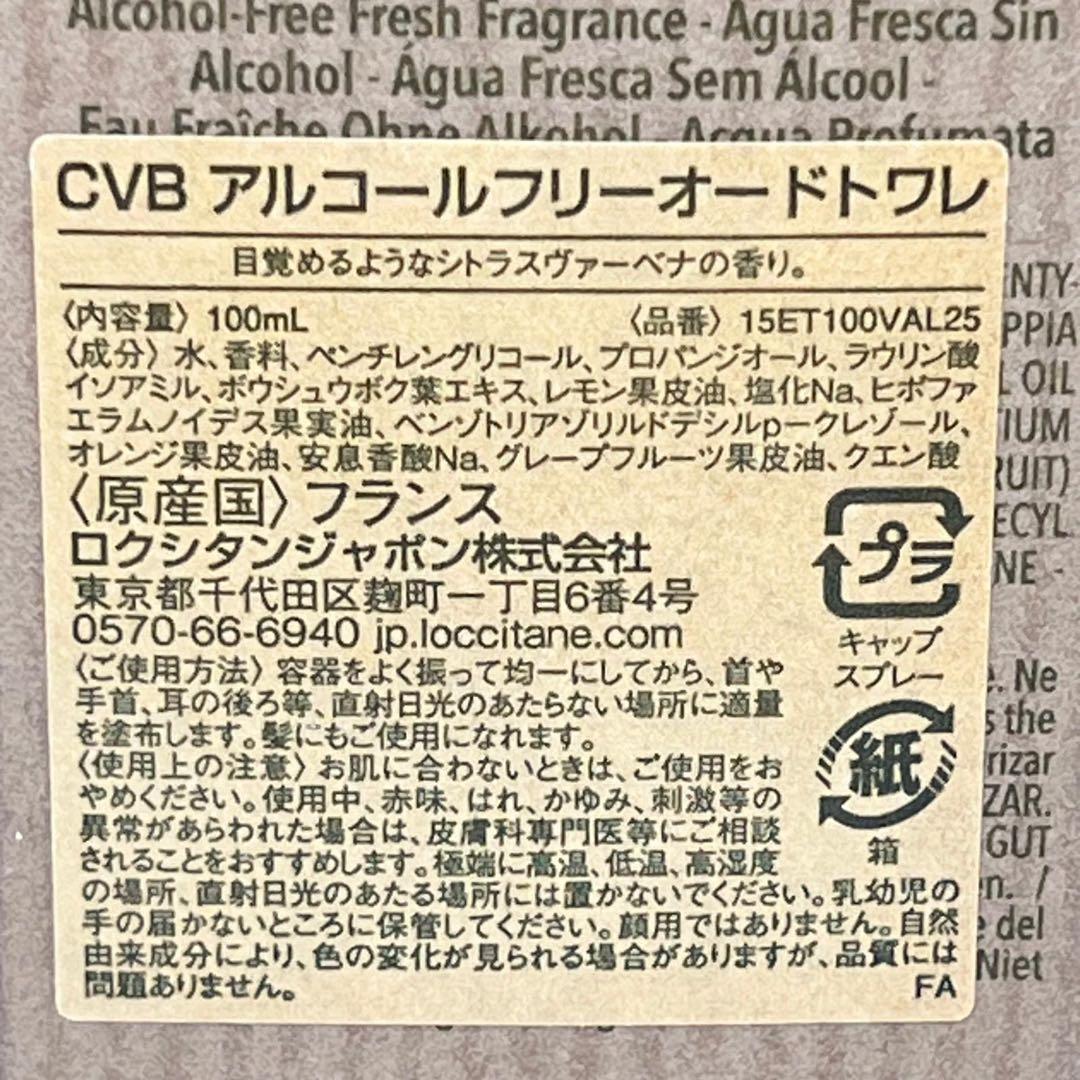 Alcohol-Free Fresh Fragrance - Agua Fresca Sin
Alcohol - Água Fresca Sem Álcool -
Eau Fraîche Ohne Alkohol - Acqua Profumata
CVB アルコールフリーオードトワレ
目覚めるようなシトラスヴァーベナの香り。
〈内容量〉 100mL 〈品番〉 15ET100VAL25
〈成分〉水、香料、ペンチレングリコール、プロパンジオール、ラウリン酸
イソアミル、ボウシュウボク葉エキス、レモン果皮油、塩化Na、ヒポファ
エラムノイデス果実油、ベンゾトリアゾリルドデシルp-クレゾール、
オレンジ果皮油、安息香酸Na、グレープフルーツ果皮油、クエン酸
〈原産国〉フランス
ロクシタンジャポン株式会社
東京都千代田区麹町一丁目6番4号
0570-66-6940 jp.loccitane.com
〈ご使用方法〉容器をよく振って均一にしてから、首や
手首、耳の後ろ等、直射日光のあたらない場所に適量
を塗布します。髪にもご使用になれます。
〈使用上の注意〉お肌に合わないときは、ご使用をお
やめください。使用中、赤味、はれ、かゆみ、刺激等の
異常があらわれた場合は、皮膚科専門医等にご相談
されることをおすすめします。極端に高温、低温、高湿度
の場所、直射日光のあたる場所には置かないでください。乳幼児の
手の届かないところに保管してください。顔用ではありません。自然
由来成分により、色の変化が見られる場合がありますが、品質には
問題ありません。 FA
プラ
キャップ
スプレー
紙
箱
OIL
Ne
the
GUT
/
del
Niet